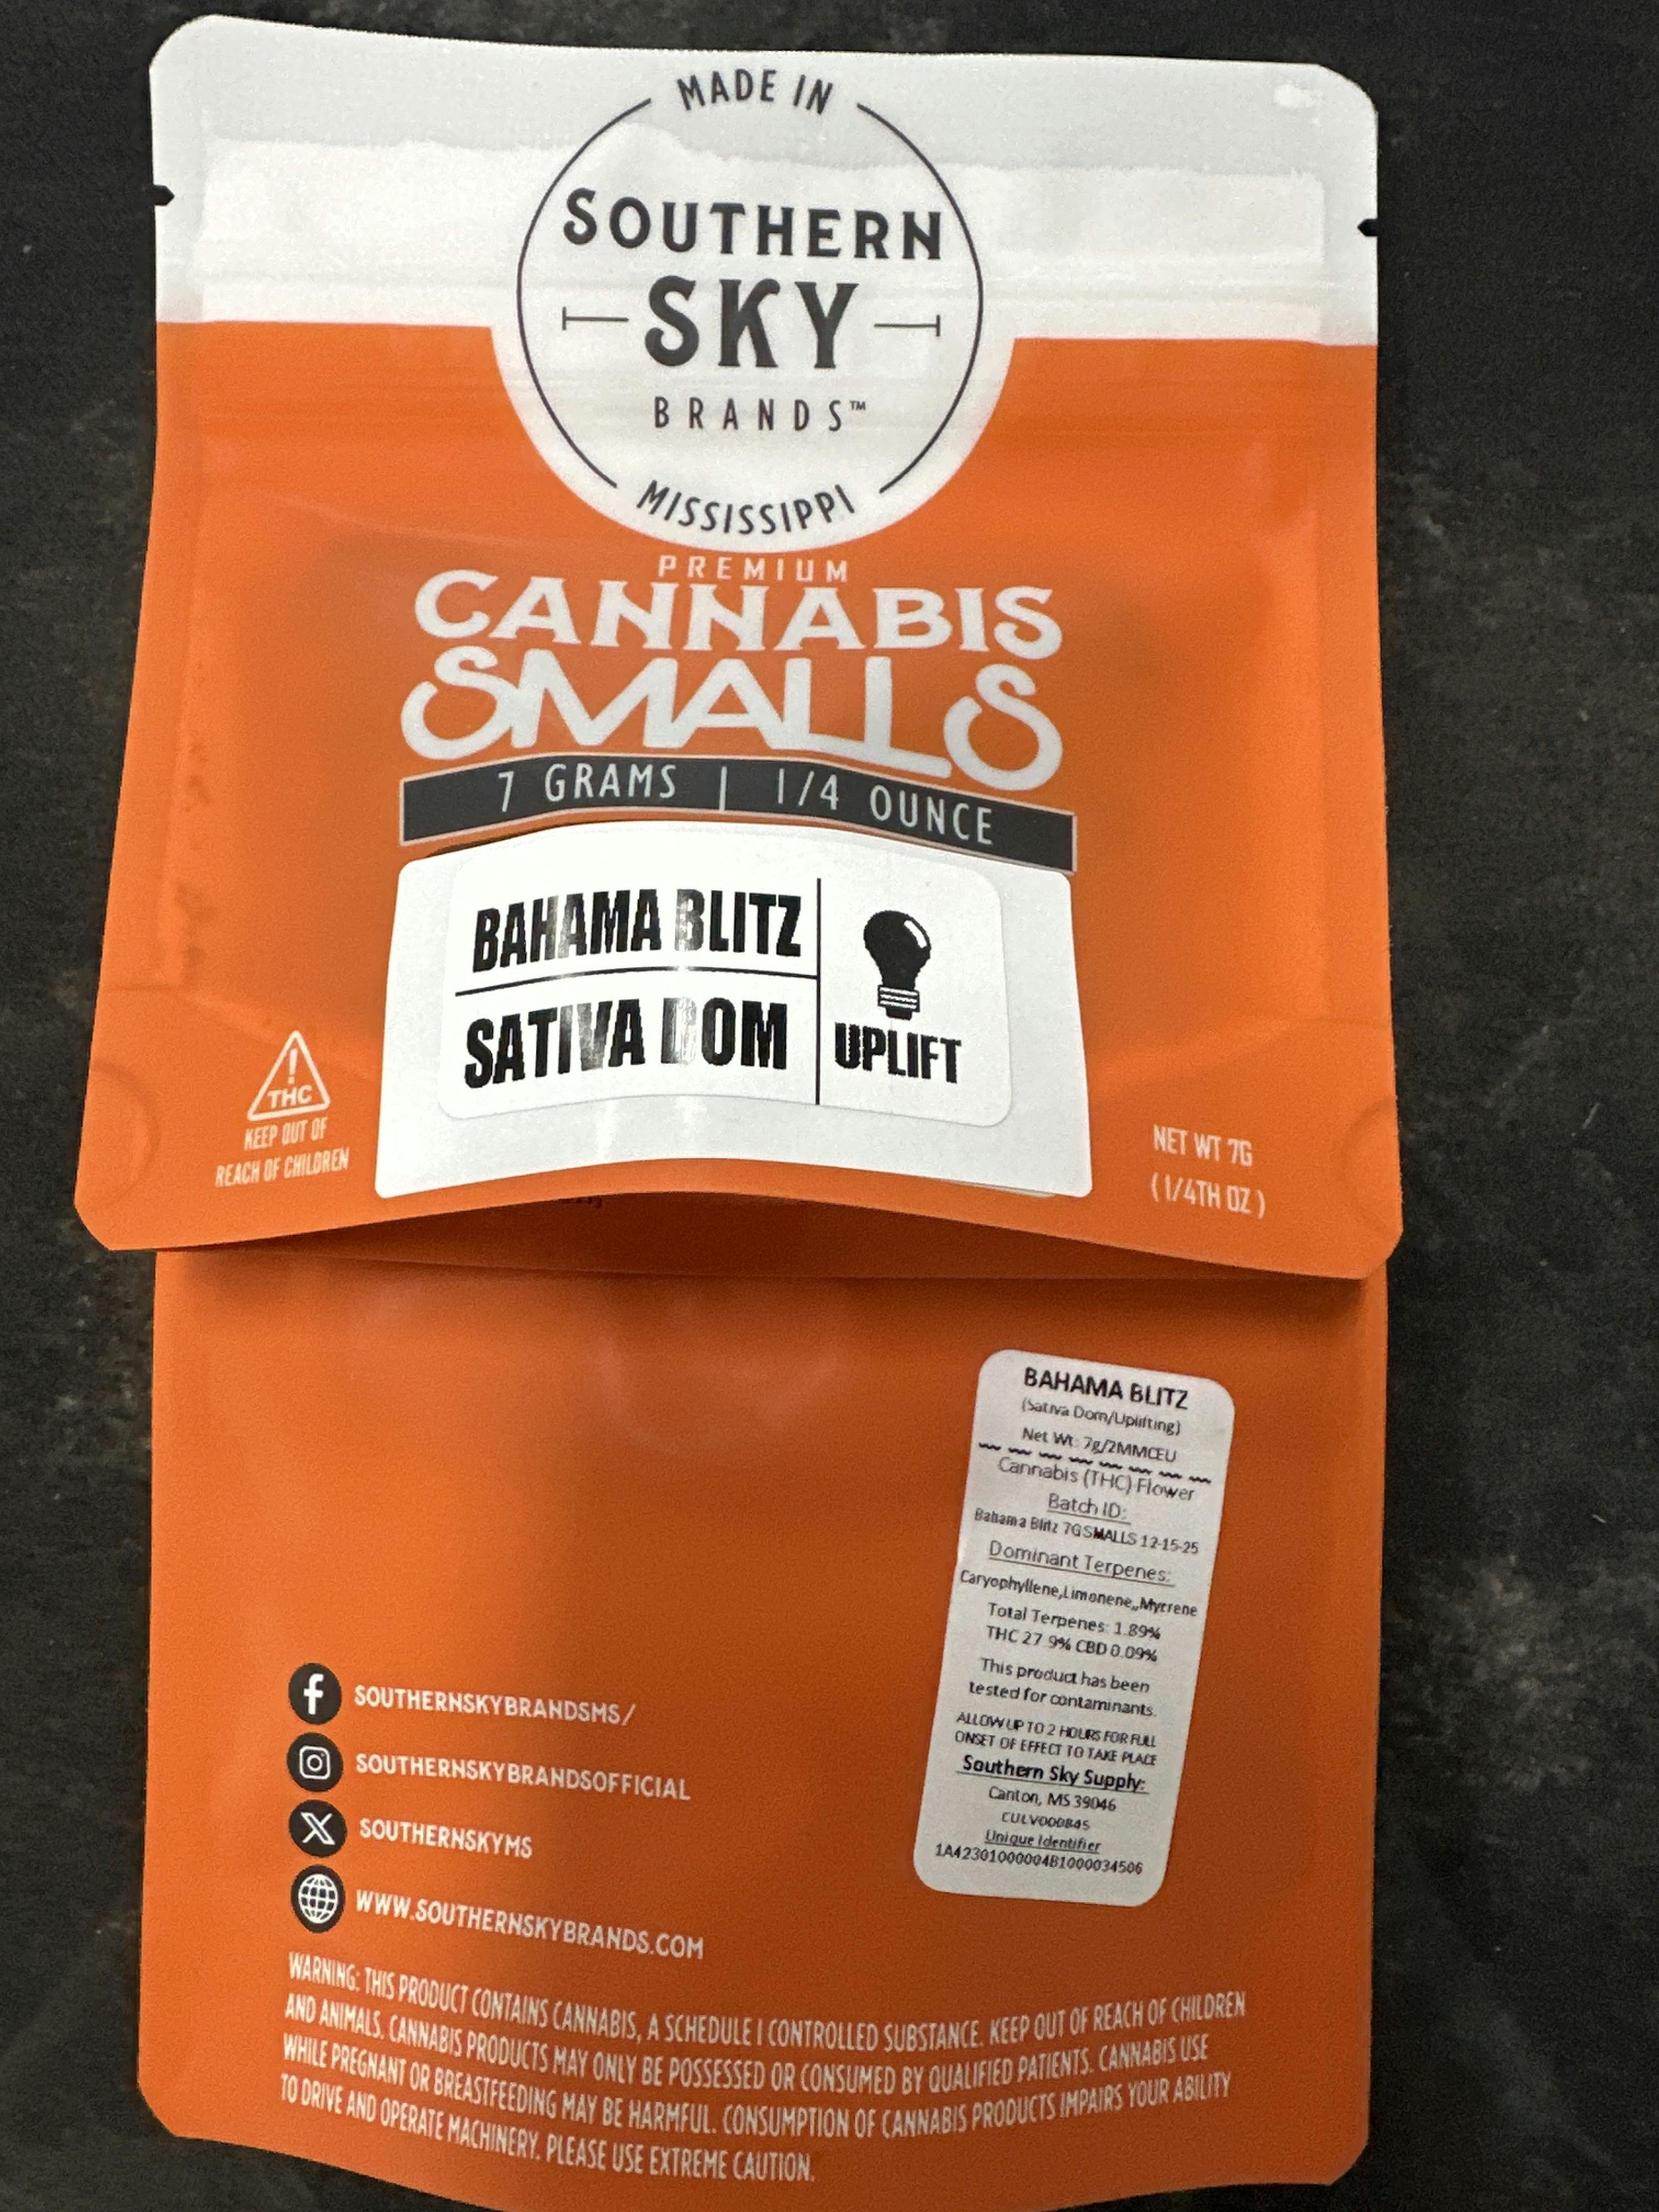 MADE IN
SOUTHERN
SKY
BRANDS™
MISSISSIPPI
PREMIUM
CANNABIS
SMALLS
7 GRAMS | 1/4 OUNCE
BAHAMA BLITZ
SATIVA DOM
UPLIFT
!
THC
KEEP OUT OF
REACH OF CHILDREN
NET WT 7G
(1/4TH OZ)
BAHAMA BLITZ
(Sativa Dom/Uplifting)
Net Wt: 7g/2MMCEU
Cannabis (THC) Flower
Batch ID:
Bahama Blitz 7GSMALLS 12-15-25
Dominant Terpenes:
Caryophyllene,Limonene,,Myrcene
Total Terpenes: 1.89%
THC 27.9% CBD 0.09%
This product has been
tested for contaminants.
ALLOW UP TO 2 HOURS FOR FULL
ONSET OF EFFECT TO TAKE PLACE
Southern Sky Supply:
Canton, MS 39046
CULV000845
Unique Identifier
1A42301000004B1000034506
SOUTHERNSKYBRANDSMS/
SOUTHERNSKYBRANDSOFFICIAL
SOUTHERNSKYMS
WWW.SOUTHERNSKYBRANDS.COM
WARNING: THIS PRODUCT CONTAINS CANNABIS, A SCHEDULE I CONTROLLED SUBSTANCE. KEEP OUT OF REACH OF CHILDREN
AND ANIMALS. CANNABIS PRODUCTS MAY ONLY BE POSSESSED OR CONSUMED BY QUALIFIED PATIENTS. CANNABIS USE
WHILE PREGNANT OR BREASTFEEDING MAY BE HARMFUL. CONSUMPTION OF CANNABIS PRODUCTS IMPAIRS YOUR ABILITY
TO DRIVE AND OPERATE MACHINERY. PLEASE USE EXTREME CAUTION.